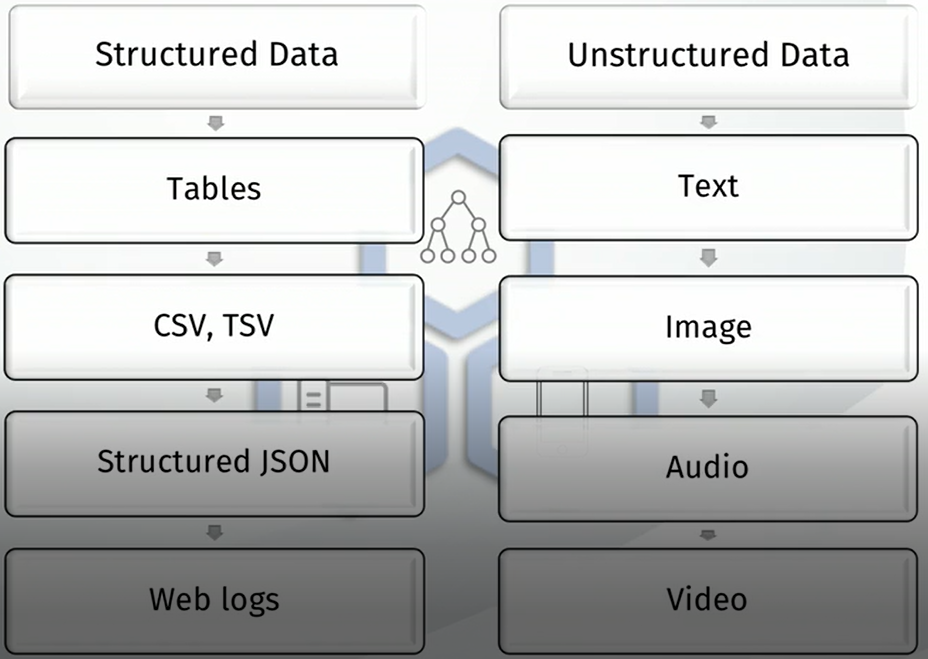 Structured Data
Tables
CSV, TSV
Structured JSON
Web logs
Unstructured Data
Text
Image
Audio
Video